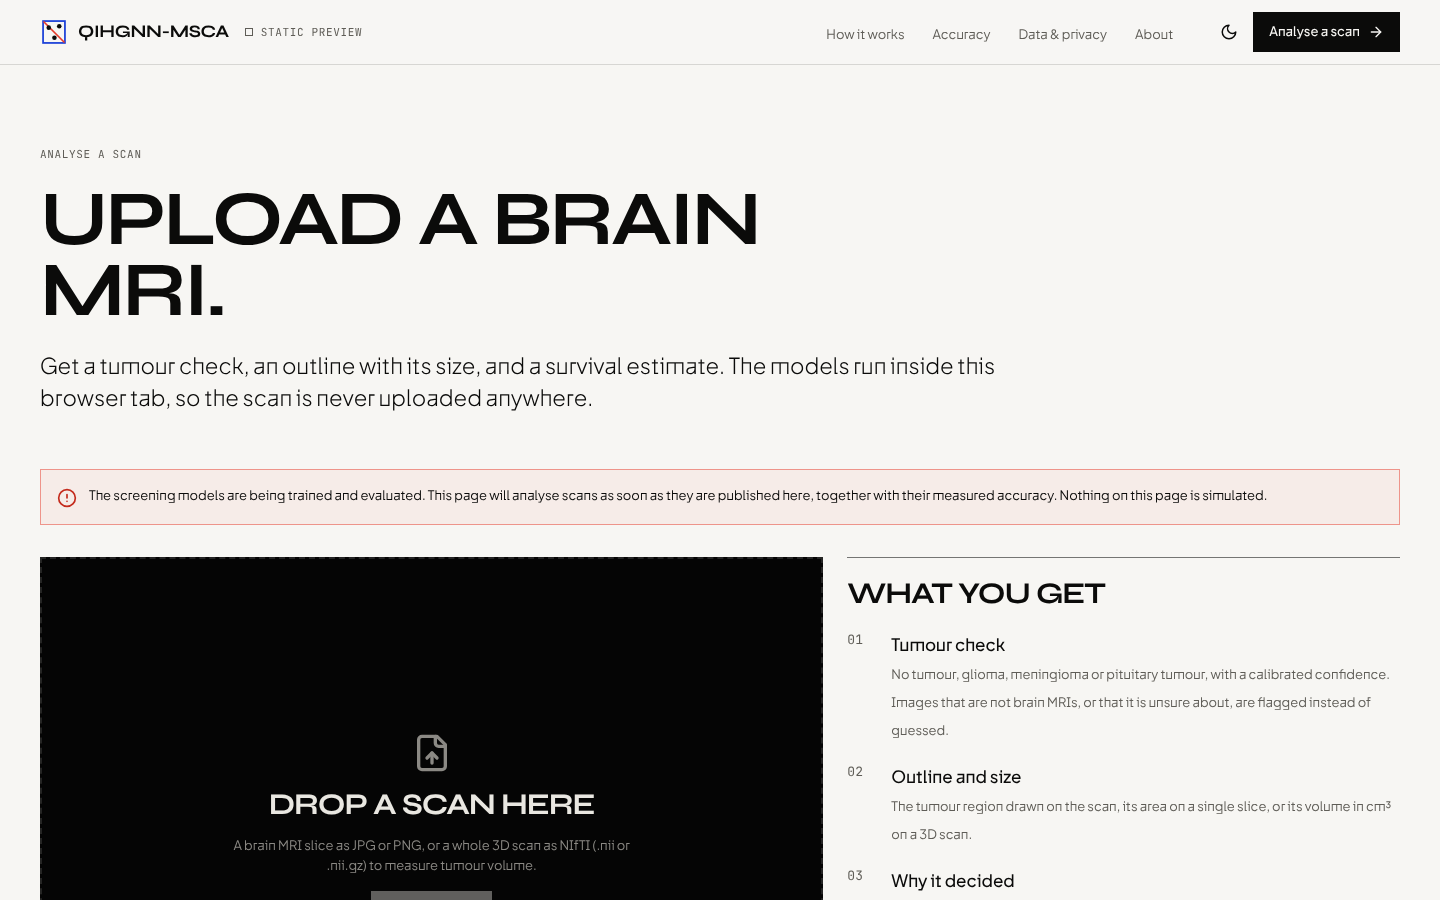 QIHGNN-MSCA
STATIC PREVIEW
How it works
Accuracy
Data & privacy
About
Analyse a scan
ANALYSE A SCAN
UPLOAD A BRAIN
MRI.
Get a tumour check, an outline with its size, and a survival estimate. The models run inside this
browser tab, so the scan is never uploaded anywhere.
The screening models are being trained and evaluated. This page will analyse scans as soon as they are published here, together with their measured accuracy. Nothing on this page is simulated.
DROP A SCAN HERE
A brain MRI slice as JPG or PNG, or a whole 3D scan as NIfTI (.nii or
.nii.gz) to measure tumour volume.
WHAT YOU GET
01
Tumour check
No tumour, glioma, meningioma or pituitary tumour, with a calibrated confidence.
Images that are not brain MRIs, or that it is unsure about, are flagged instead of
guessed.
02
Outline and size
The tumour region drawn on the scan, its area on a single slice, or its volume in cm³
on a 3D scan.
03
Why it decided